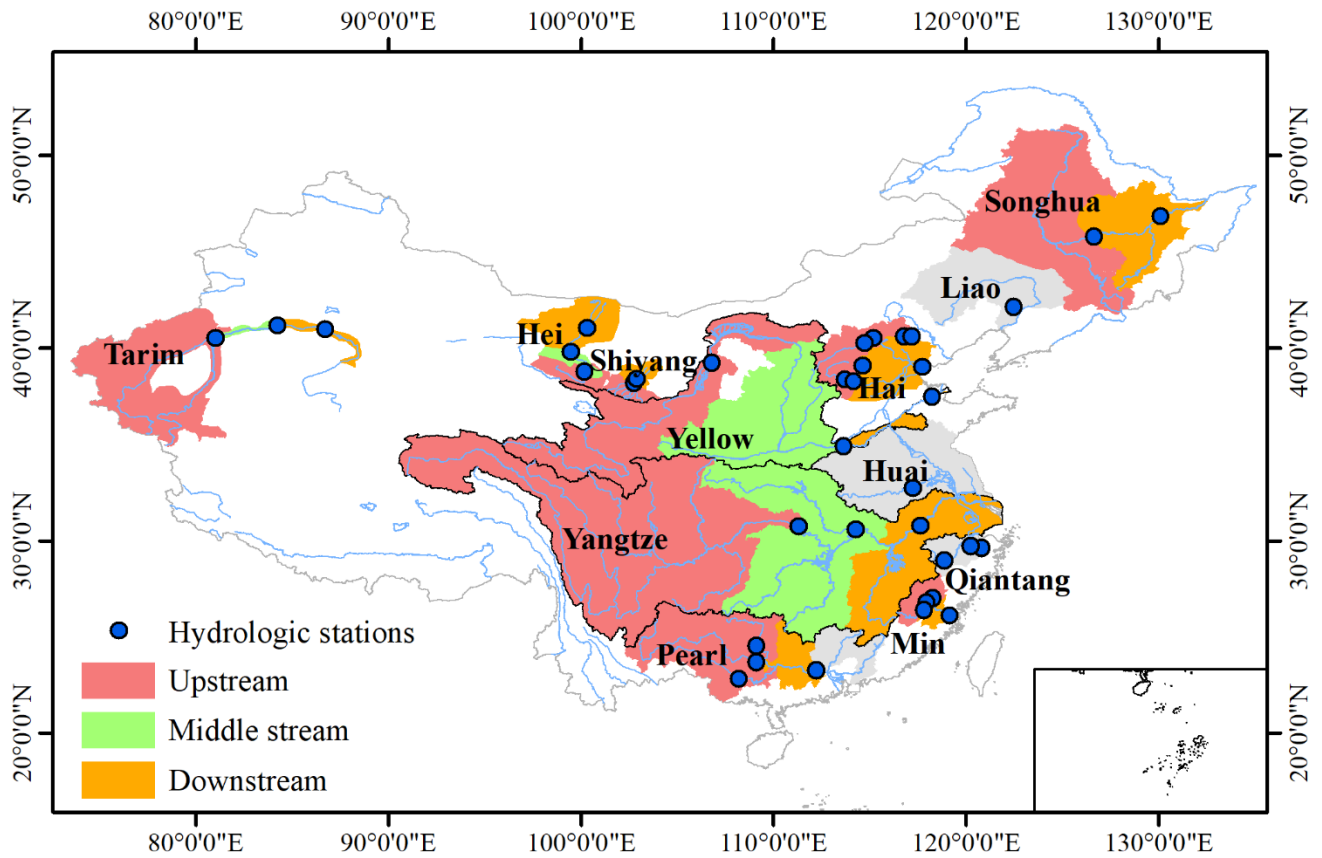 80°0'0"E 90°0'0"E 100°0'0"E 110°0'0"E 120°0'0"E 130°0'0"E
50°0'0"N 50°0'0"N
Songhua
Liao
40°0'0"N 40°0'0"N
Tarim
Hei
Shiyang
Hai
Yellow
Huai
Yangtze
30°0'0"N 30°0'0"N
Qiantang
Min
Pearl
Hydrologic stations
Upstream
Middle stream
Downstream
20°0'0"N 20°0'0"N
80°0'0"E 90°0'0"E 100°0'0"E 110°0'0"E 120°0'0"E 130°0'0"E